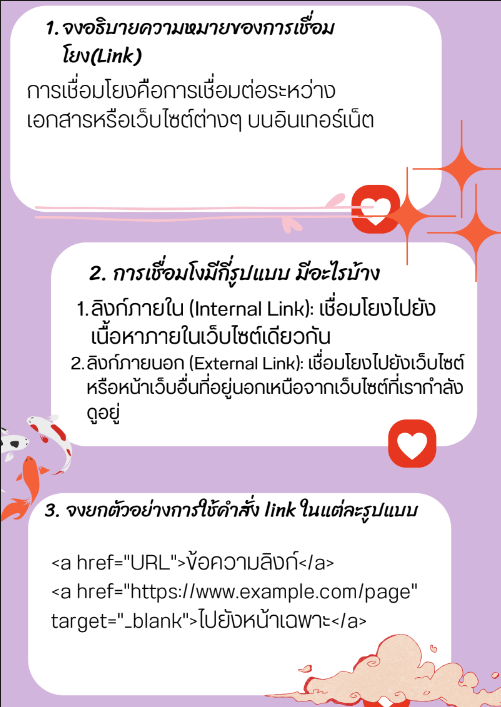 1. จงอธิบายความหมายของการเชื่อม
โยง(Link)
การเชื่อมโยงคือการเชื่อมต่อระหว่าง
เอกสารหรือเว็บไซต์ต่างๆ บนอินเทอร์เน็ต
2. การเชื่อมโงมีกี่รูปแบบ มีอะไรบ้าง
1. ลิงก์ภายใน (Internal Link): เชื่อมโยงไปยัง
เนื้อหาภายในเว็บไซต์เดียวกัน
2. ลิงก์ภายนอก (External Link): เชื่อมโยงไปยังเว็บไซต์
หรือหน้าเว็บอื่นที่อยู่นอกเหนือจากเว็บไซต์ที่เรากำลัง
ดูอยู่
3. จงยกตัวอย่างการใช้คำสั่ง link ในแต่ละรูปแบบ
<a href="URL">ข้อความลิงก์</a>
<a href="https://www.example.com/page"
target="_blank">ไปยังหน้าเฉพาะ</a>